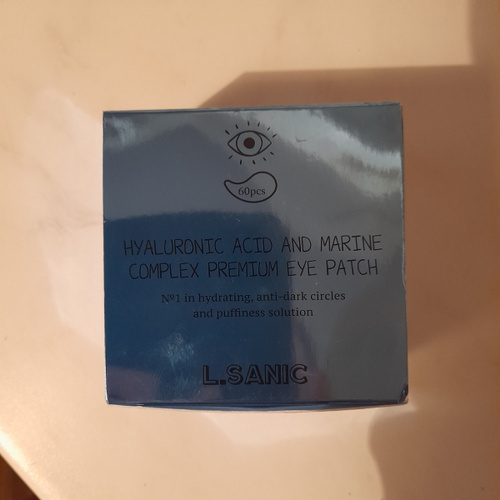 60pcs
HYALURONIC ACID AND MARINE
COMPLEX PREMIUM EYE PATCH
Nº1 in hydrating, anti-dark circles
and puffiness solution
L.SANIC